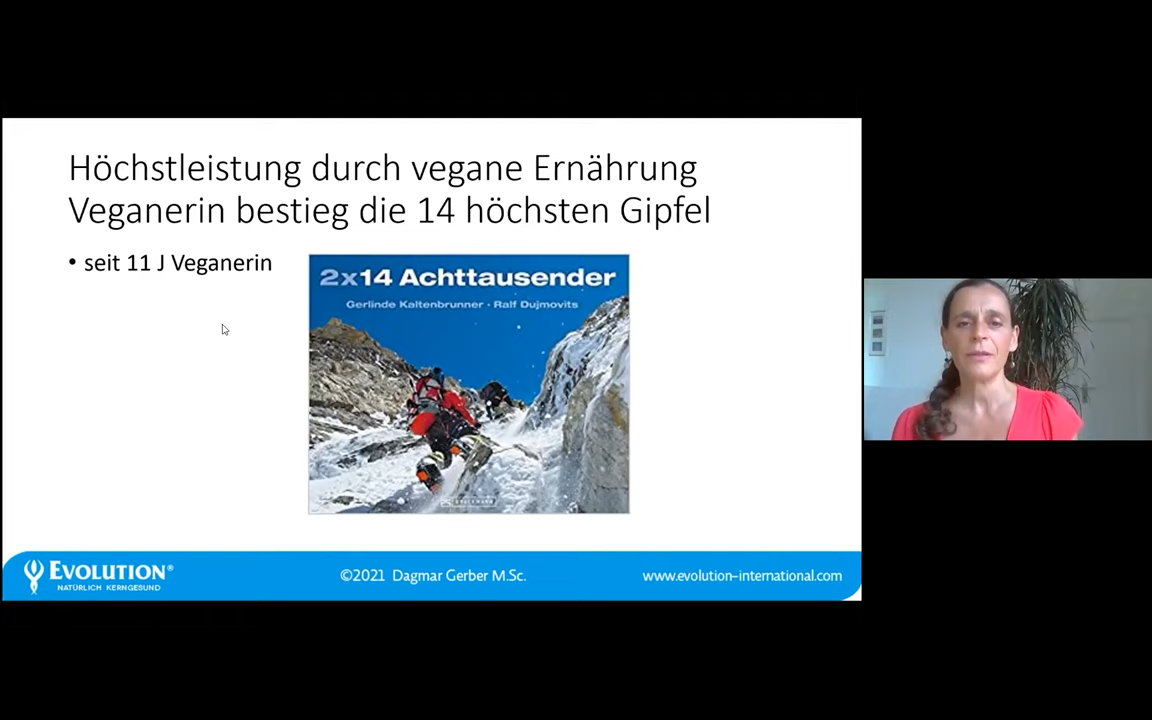 Höchstleistung durch vegane Ernährung
Veganerin bestieg die 14 höchsten Gipfel
• seit 11 J Veganerin
2x14 Achttausender
Gerlinde Kaltenbrunner · Ralf Dujmovits
EVOLUTION®
NATÜRLICH KERNGESUND
©2021 Dagmar Gerber M.Sc.
www.evolution-international.com